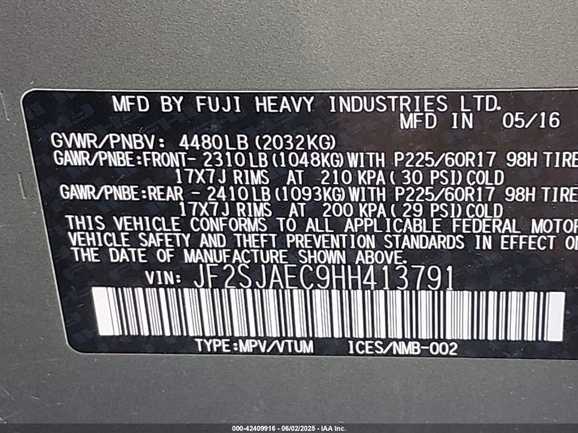 MFD BY FUJI HEAVY INDUSTRIES LTD.
MFD IN 05/16
GVWR/PNBV: 4480LB (2032KG)
GAWR/PNBE:FRONT- 2310LB (1048KG) WITH P225/60R17 98H TIRE
17X7J RIMS AT 210 KPA (30 PSI) COLD
GAWR/PNBE:REAR - 2410LB (1093KG) WITH P225/60R17 98H TIRE
17X7J RIMS AT 200 KPA (29 PSI) COLD
THIS VEHICLE CONFORMS TO ALL APPLICABLE FEDERAL MOTOR
VEHICLE SAFETY AND THEFT PREVENTION STANDARDS IN EFFECT ON
THE DATE OF MANUFACTURE SHOWN ABOVE.
VIN: JF2SJAEC9HH413791
TYPE:MPV/VTUM ICES/NMB-002
000-42409916 - 06/02/2025 - IAA Inc.